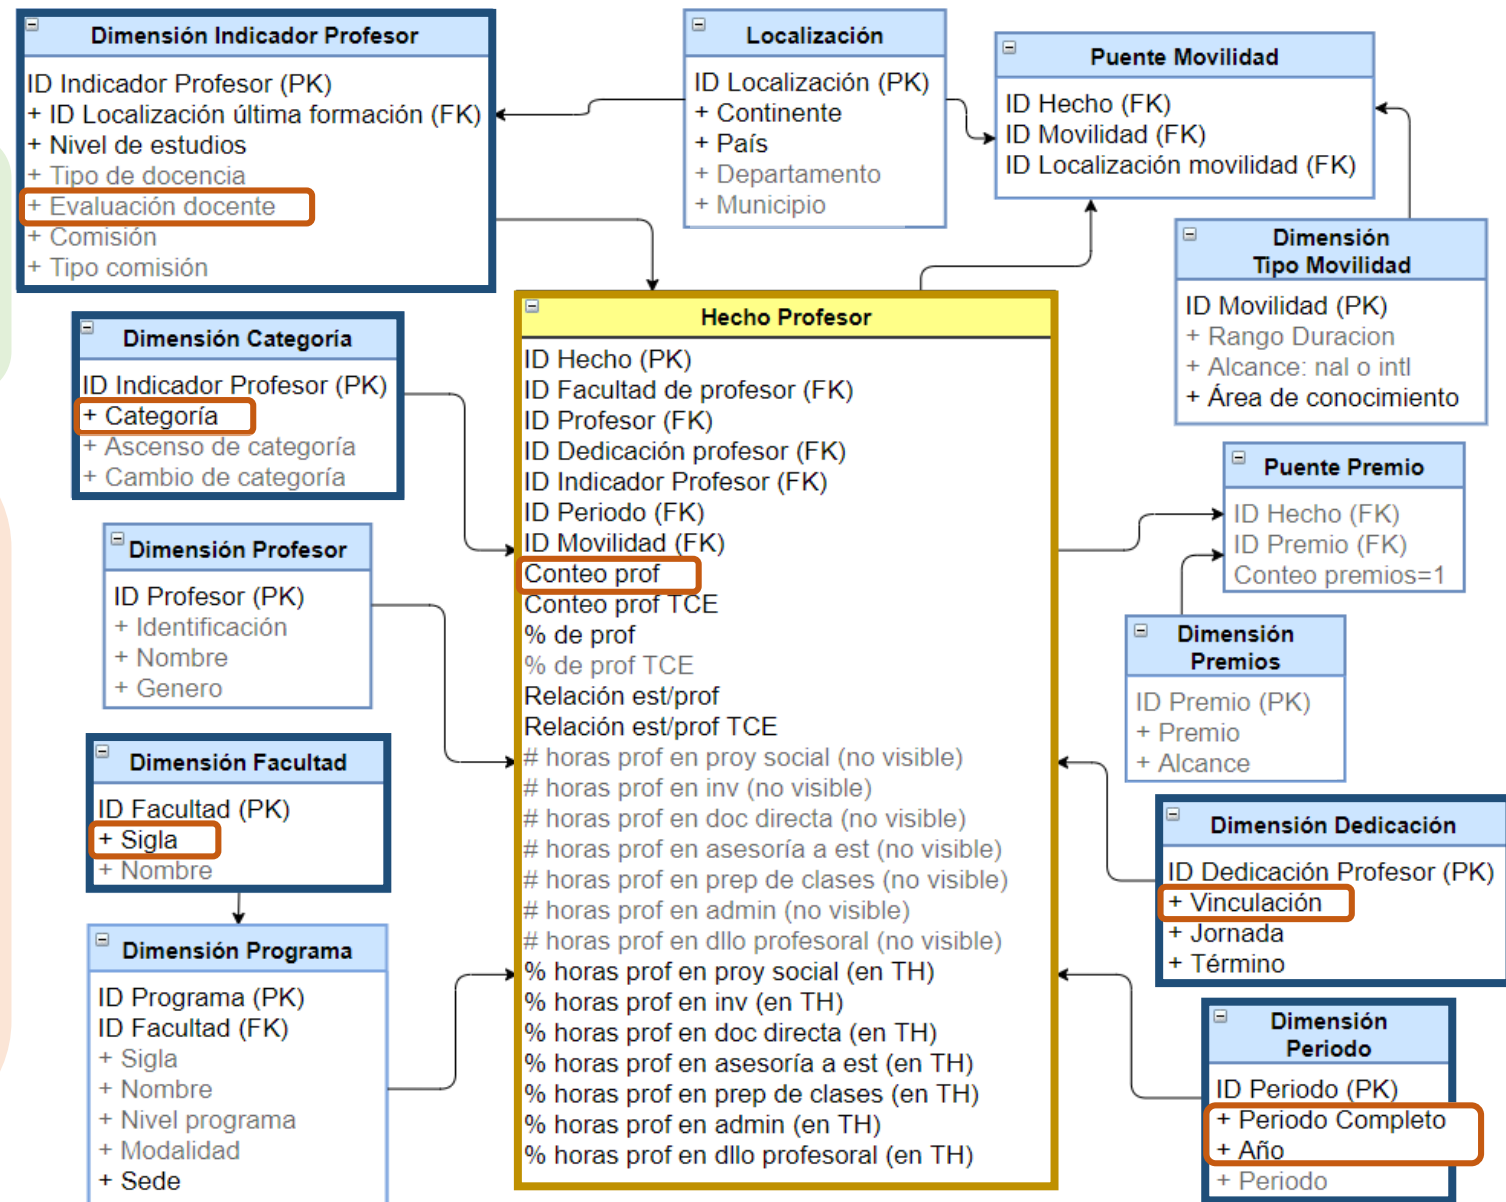 Dimensión Indicador Profesor
ID Indicador Profesor (PK)
+ ID Localización última formación (FK)
+ Nivel de estudios
+ Tipo de docencia
+ Evaluación docente
+ Comisión
+ Tipo comisión
Localización
ID Localización (PK)
+ Continente
+ País
+ Departamento
+ Municipio
Puente Movilidad
ID Hecho (FK)
ID Movilidad (FK)
ID Localización movilidad (FK)
Dimensión
Tipo Movilidad
ID Movilidad (PK)
+ Rango Duracion
+ Alcance: nal o intl
+ Área de conocimiento
Dimensión Categoría
ID Indicador Profesor (PK)
+ Categoría
+ Ascenso de categoría
+ Cambio de categoría
Dimensión Profesor
ID Profesor (PK)
+ Identificación
+ Nombre
+ Genero
Dimensión Facultad
ID Facultad (PK)
+ Sigla
+ Nombre
Dimensión Programa
ID Programa (PK)
ID Facultad (FK)
+ Sigla
+ Nombre
+ Nivel programa
+ Modalidad
+ Sede
Hecho Profesor
ID Hecho (PK)
ID Facultad de profesor (FK)
ID Profesor (FK)
ID Dedicación profesor (FK)
ID Indicador Profesor (FK)
ID Periodo (FK)
ID Movilidad (FK)
Conteo prof
Conteo prof TCE
% de prof
% de prof TCE
Relación est/prof
Relación est/prof TCE
# horas prof en proy social (no visible)
# horas prof en inv (no visible)
# horas prof en doc directa (no visible)
# horas prof en asesoría a est (no visible)
# horas prof en prep de clases (no visible)
# horas prof en admin (no visible)
# horas prof en dllo profesoral (no visible)
% horas prof en proy social (en TH)
% horas prof en inv (en TH)
% horas prof en doc directa (en TH)
% horas prof en asesoría a est (en TH)
% horas prof en prep de clases (en TH)
% horas prof en admin (en TH)
% horas prof en dllo profesoral (en TH)
Puente Premio
ID Hecho (FK)
ID Premio (FK)
Conteo premios=1
Dimensión
Premios
ID Premio (PK)
+ Premio
+ Alcance
Dimensión Dedicación
ID Dedicación Profesor (PK)
+ Vinculación
+ Jornada
+ Término
Dimensión
Periodo
ID Periodo (PK)
+ Periodo Completo
+ Año
+ Periodo